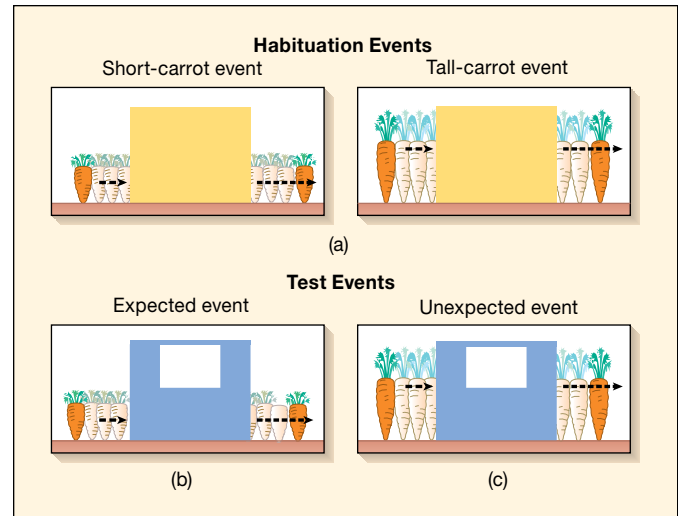 Habituation Events
Short-carrot event
Tall-carrot event
(a)
Test Events
Expected event
Unexpected event
(b)
(c)